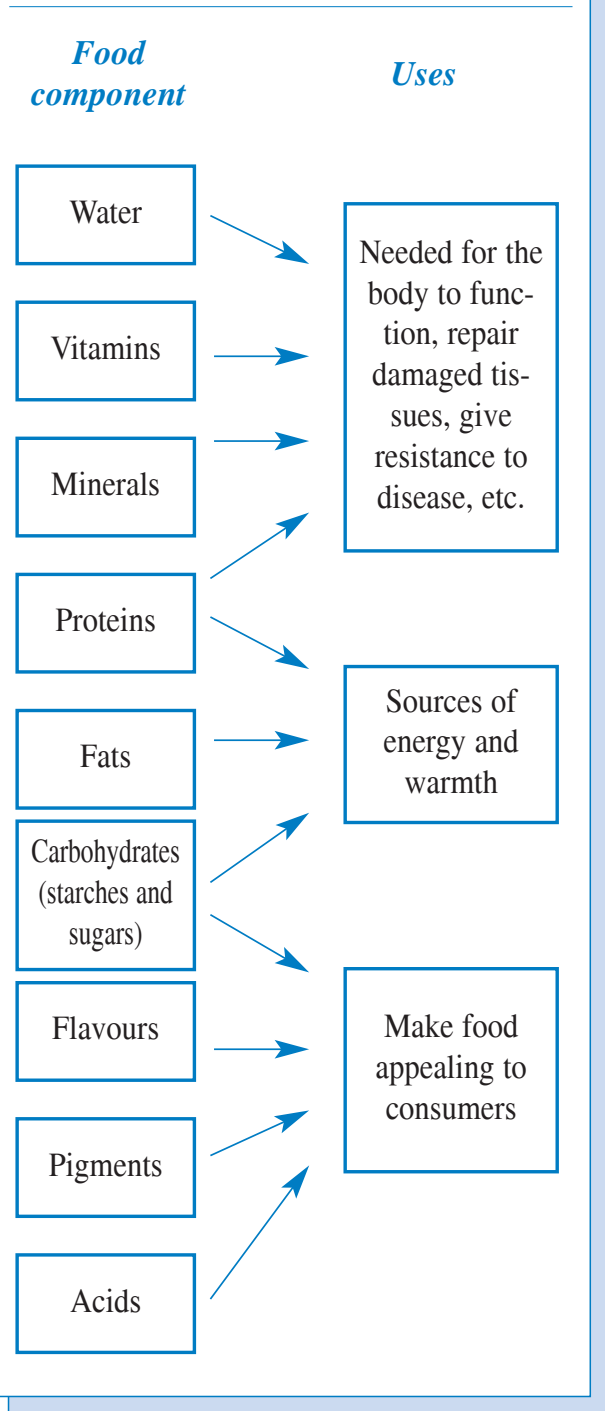 Food
component
Uses
Water
Vitamins
Minerals
Proteins
Fats
Carbohydrates
(starches and
sugars)
Flavours
Pigments
Acids
Needed for the
body to func-
tion, repair
damaged tis-
sues, give
resistance to
disease, etc.
Sources of
energy and
warmth
Make food
appealing to
consumers